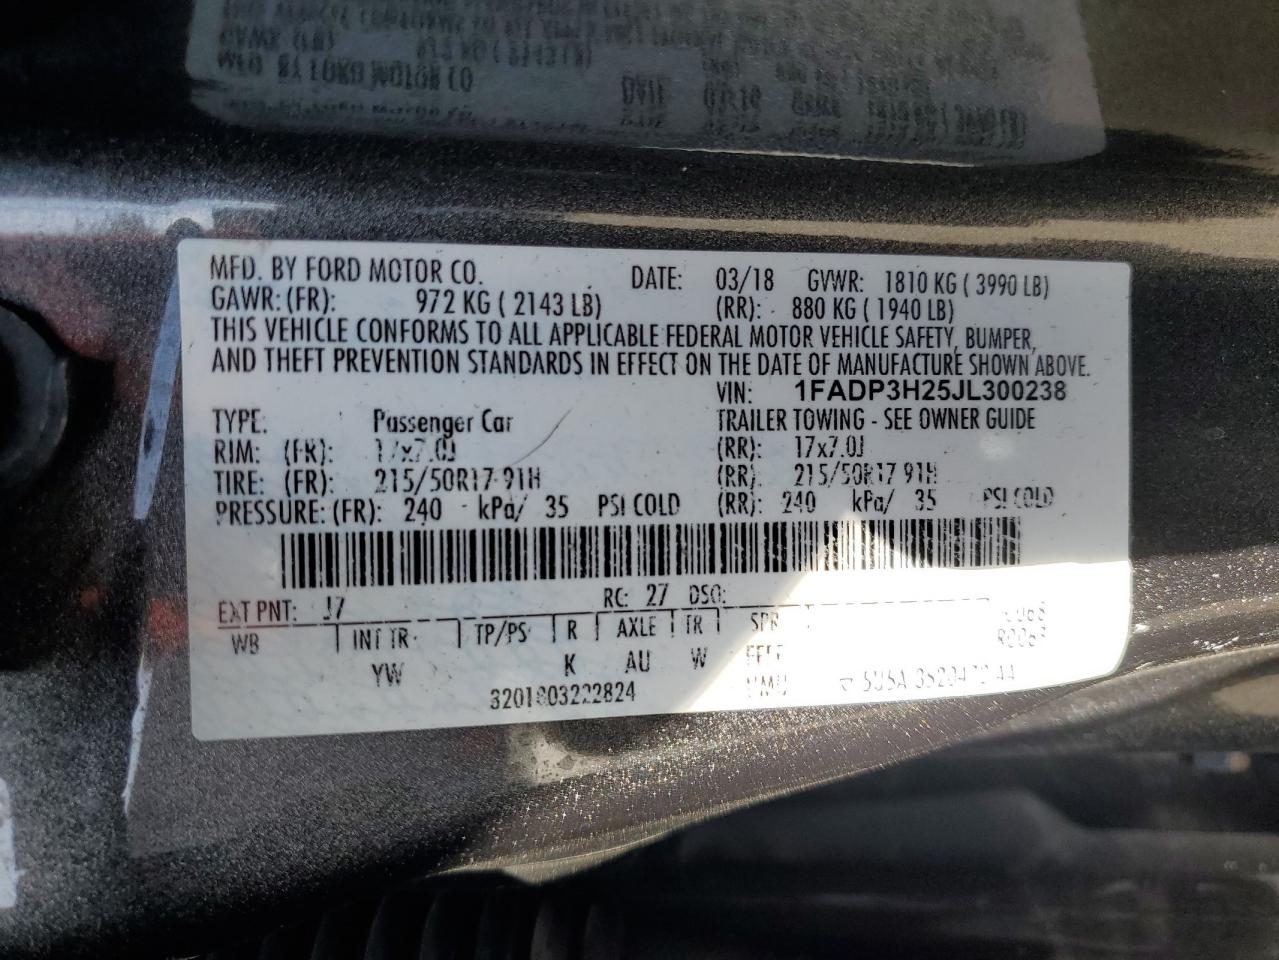 MFD. BY FORD MOTOR CO. DATE: 03/18 GVWR: 1810 KG ( 3990 LB)
GAWR: (FR): 972 KG ( 2143 LB) (RR): 880 KG ( 1940 LB)
THIS VEHICLE CONFORMS TO ALL APPLICABLE FEDERAL MOTOR VEHICLE SAFETY, BUMPER,
AND THEFT PREVENTION STANDARDS IN EFFECT ON THE DATE OF MANUFACTURE SHOWN ABOVE.
VIN: 1FADP3H25JL300238
TYPE: Passenger Car TRAILER TOWING - SEE OWNER GUIDE
RIM: (FR): 17x7.0J (RR): 17x7.0J
TIRE: (FR): 215/50R17 91H (RR): 215/50R17 91H
PRESSURE: (FR): 240 kPa/ 35 PSI COLD (RR): 240 kPa/ 35 PSI COLD
EXT PNT: J7 RC: 27 DSO:
WB INT TR TP/PS R AXLE TR SPR
YW K AU W
3201803222824